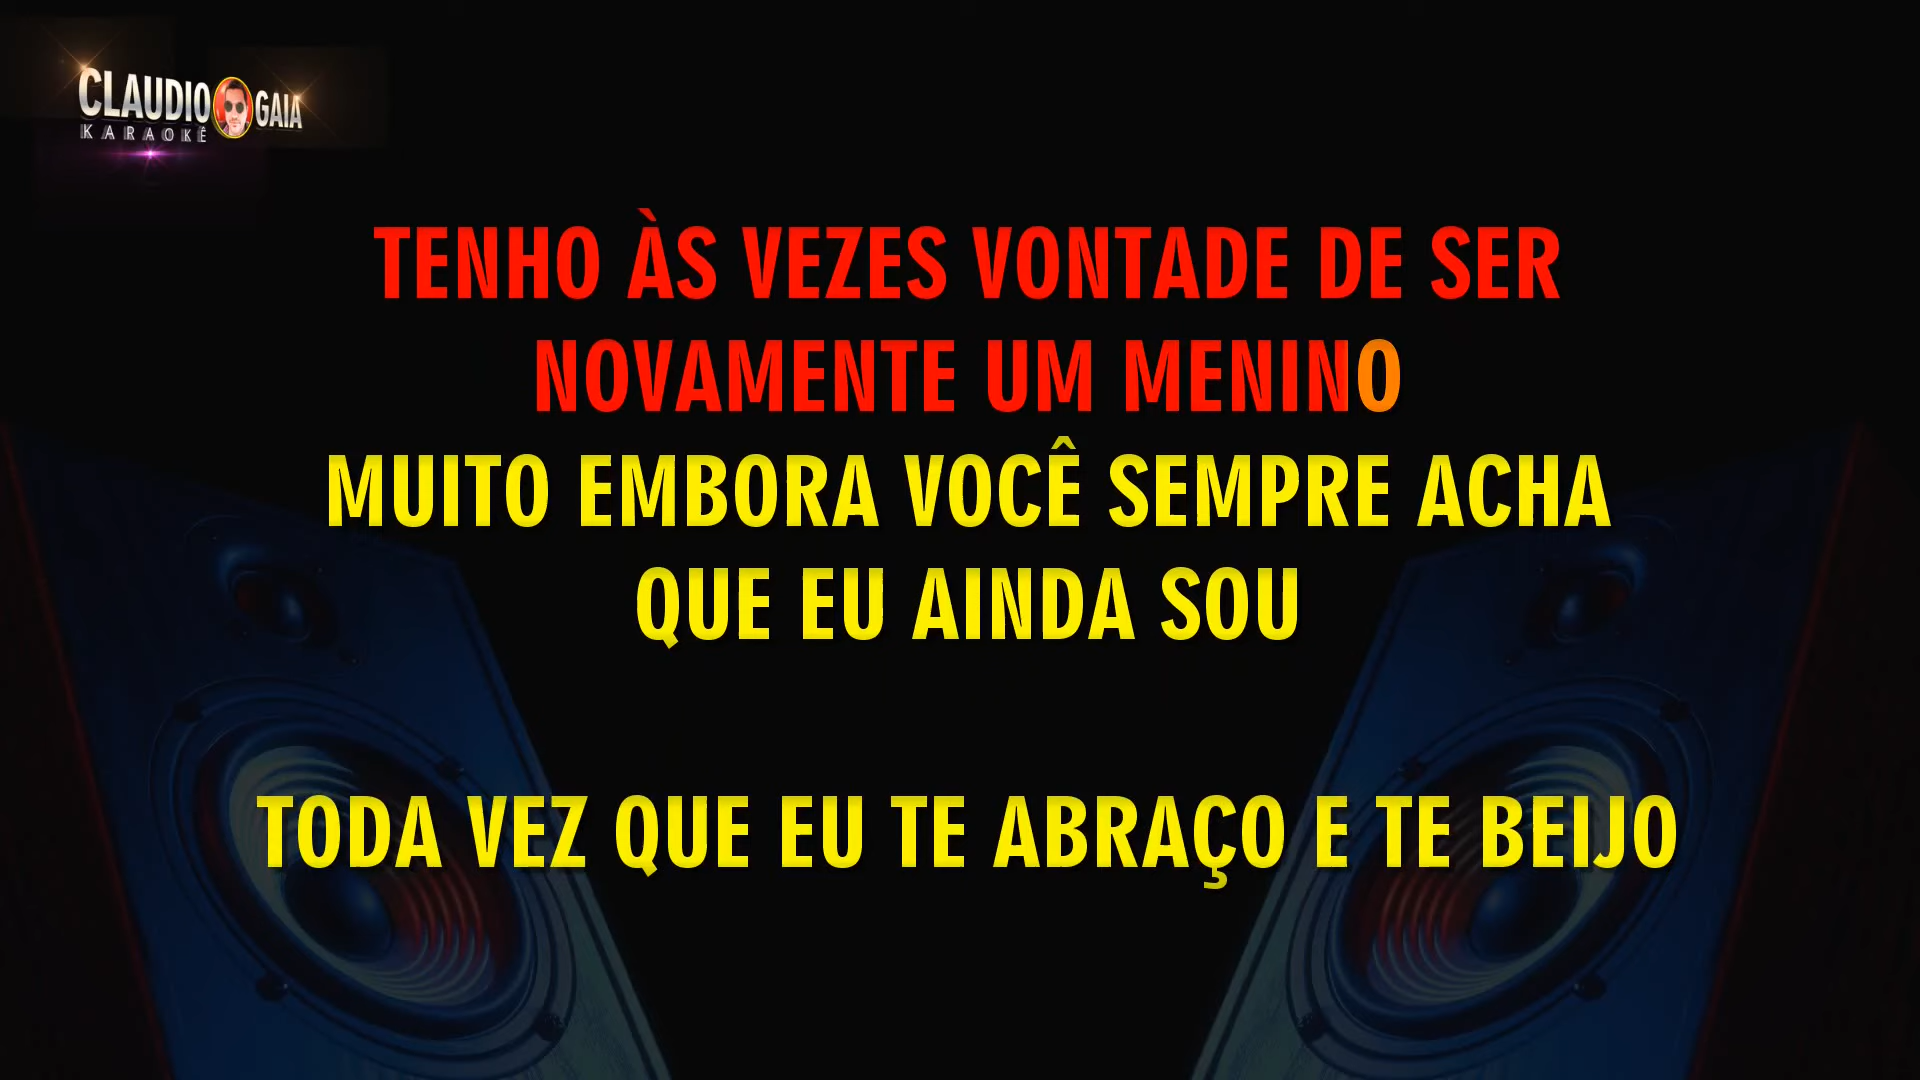 CLAUDIO GAIA
KARAOKÊ
TENHO ÀS VEZES VONTADE DE SER
NOVAMENTE UM MENINO
MUITO EMBORA VOCÊ SEMPRE ACHA
QUE EU AINDA SOU
TODA VEZ QUE EU TE ABRAÇO E TE BEIJO